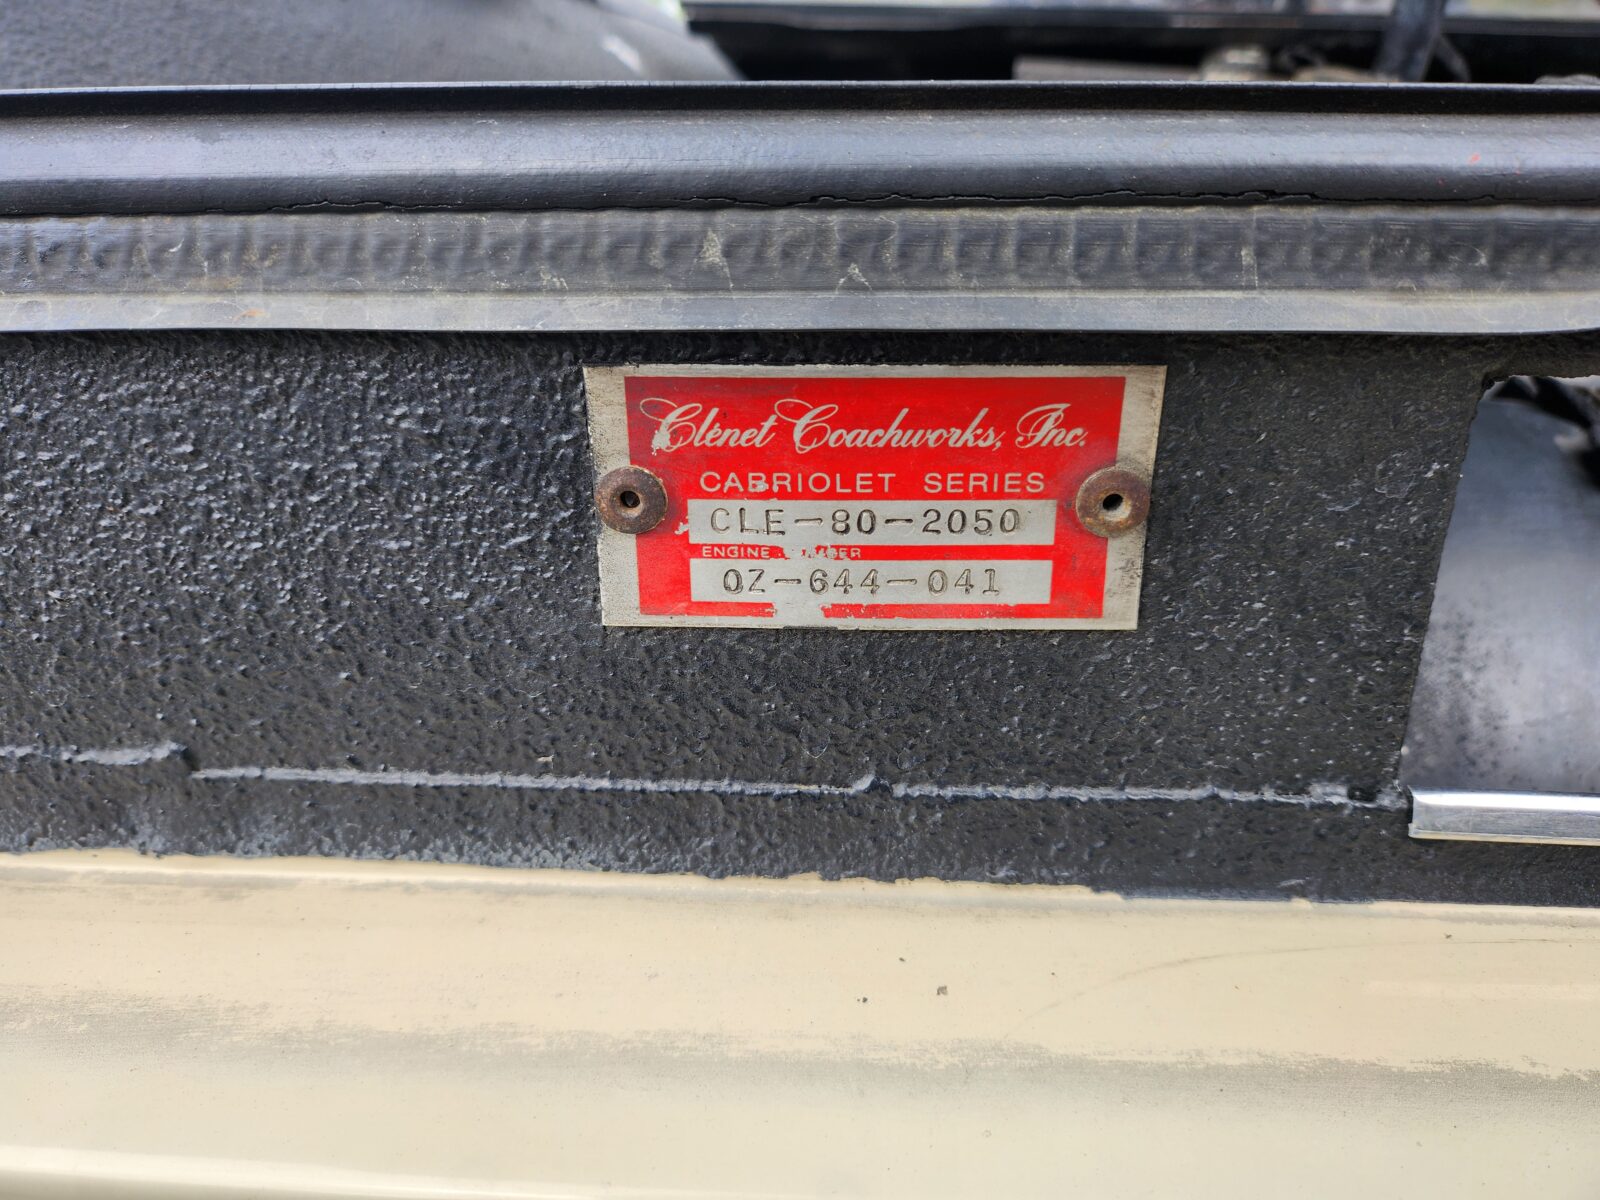 Clénet Coachworks, Inc.
CABRIOLET SERIES
CLE-80-2050
ENGINE
OZ-644-041